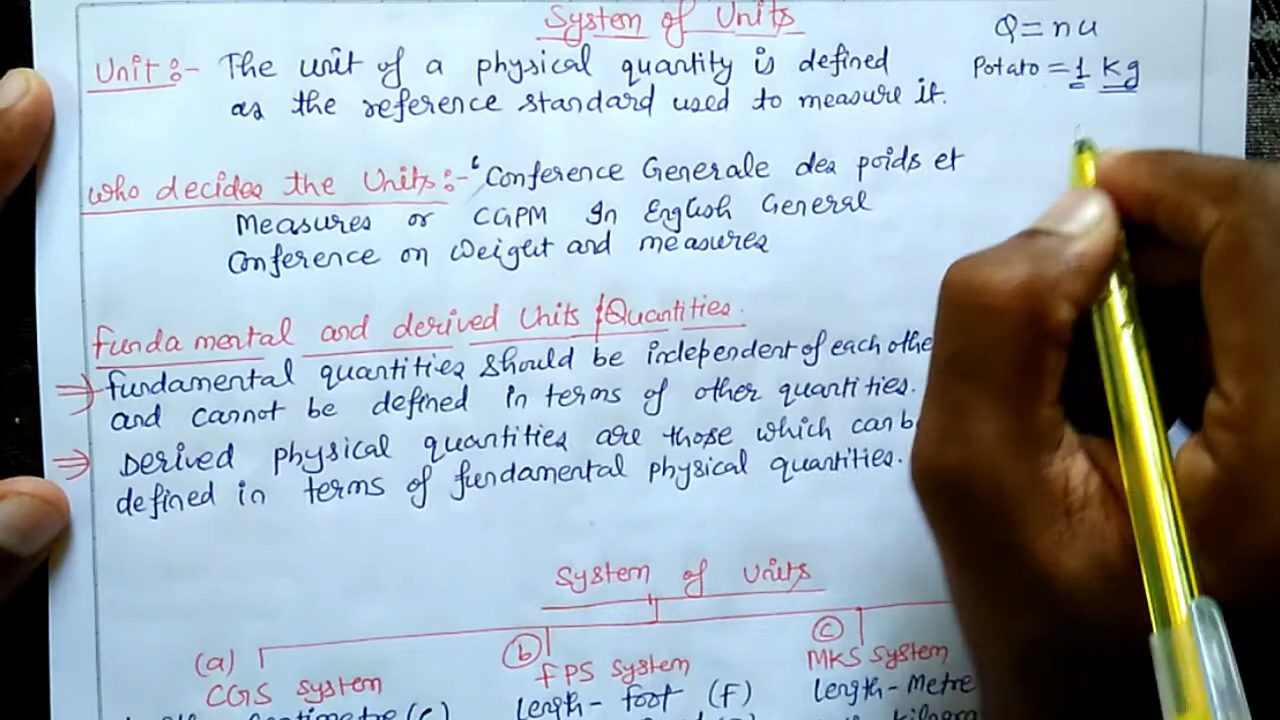 System of Units
Q = nu
Unit :- The unit of a physical quantity is defined
Potato = 1 Kg
as the reference standard used to measure it.
who decides the Units :- ‘Conference Generale des poids et
Measures or CGPM In English General
Conference on Weight and measures
Fundamental and derived Units / Quantities.
⇒ fundamental quantities should be independent of each othe
and cannot be defined in terms of other quantities.
⇒ Derived physical quantities are those which can b
defined in terms of fundamental physical quantities.
System of Units
(a) (b) (c)
CGS system FPS system MKS system
length - foot (F) length - Metre